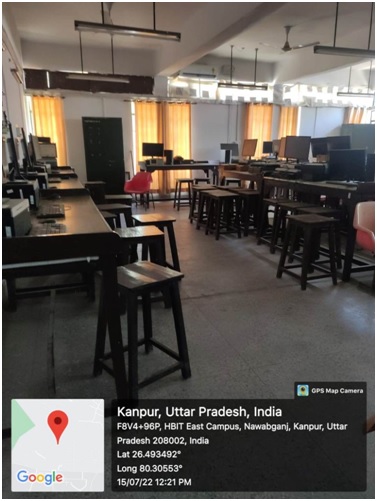 GPS Map Camera
Kanpur, Uttar Pradesh, India
F8V4+96P, HBIT East Campus, Nawabganj, Kanpur, Uttar
Pradesh 208002, India
Lat 26.493492°
Long 80.30553°
15/07/22 12:21 PM
Google